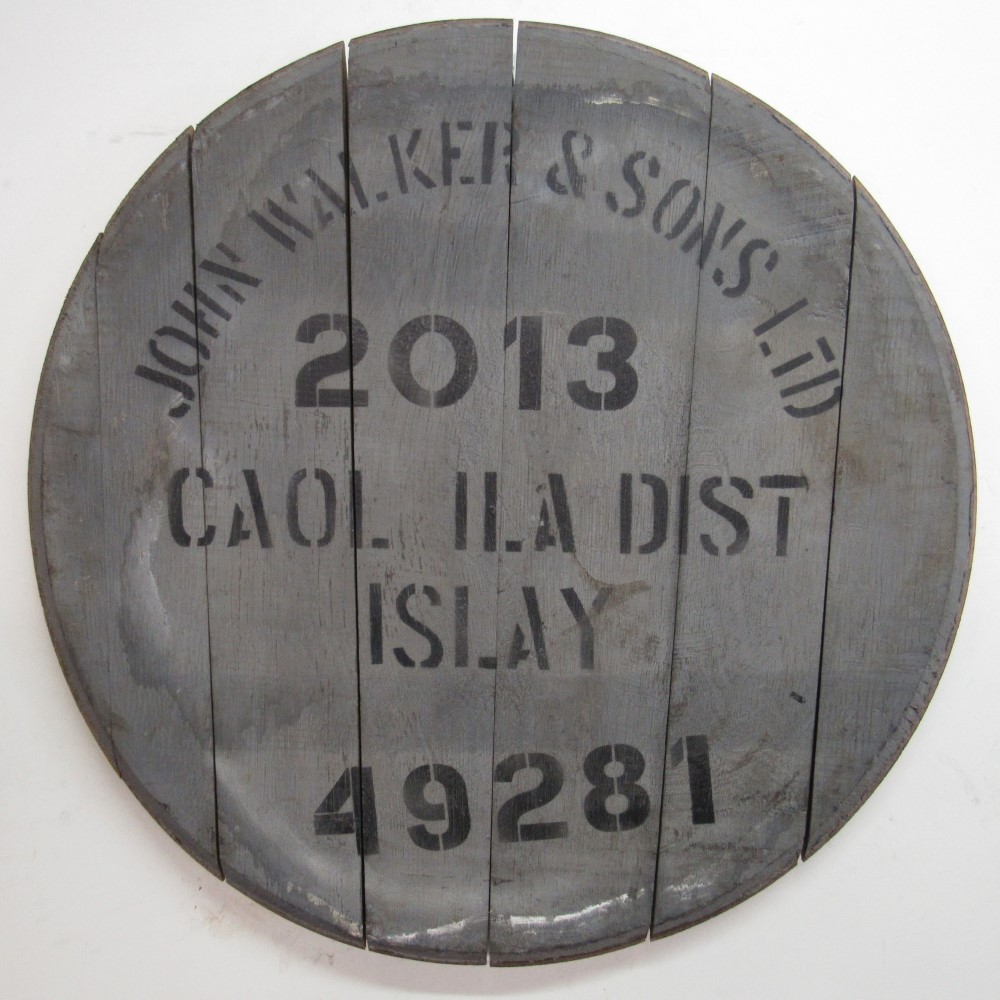 JOHN WALKER & SONS LTD
2013
CAOL ILA DIST
ISLAY
49281